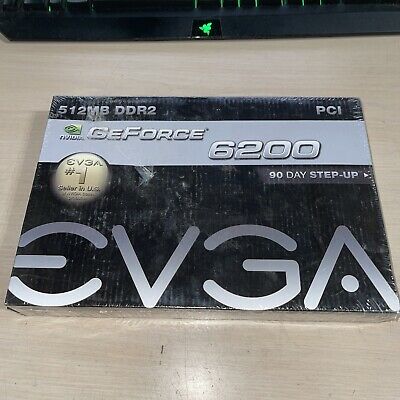 512MB DDR2
PCI
NVIDIA
GEFORCE
6200
EVGA
#1
Seller in U.S.
90 DAY STEP-UP
EVGA